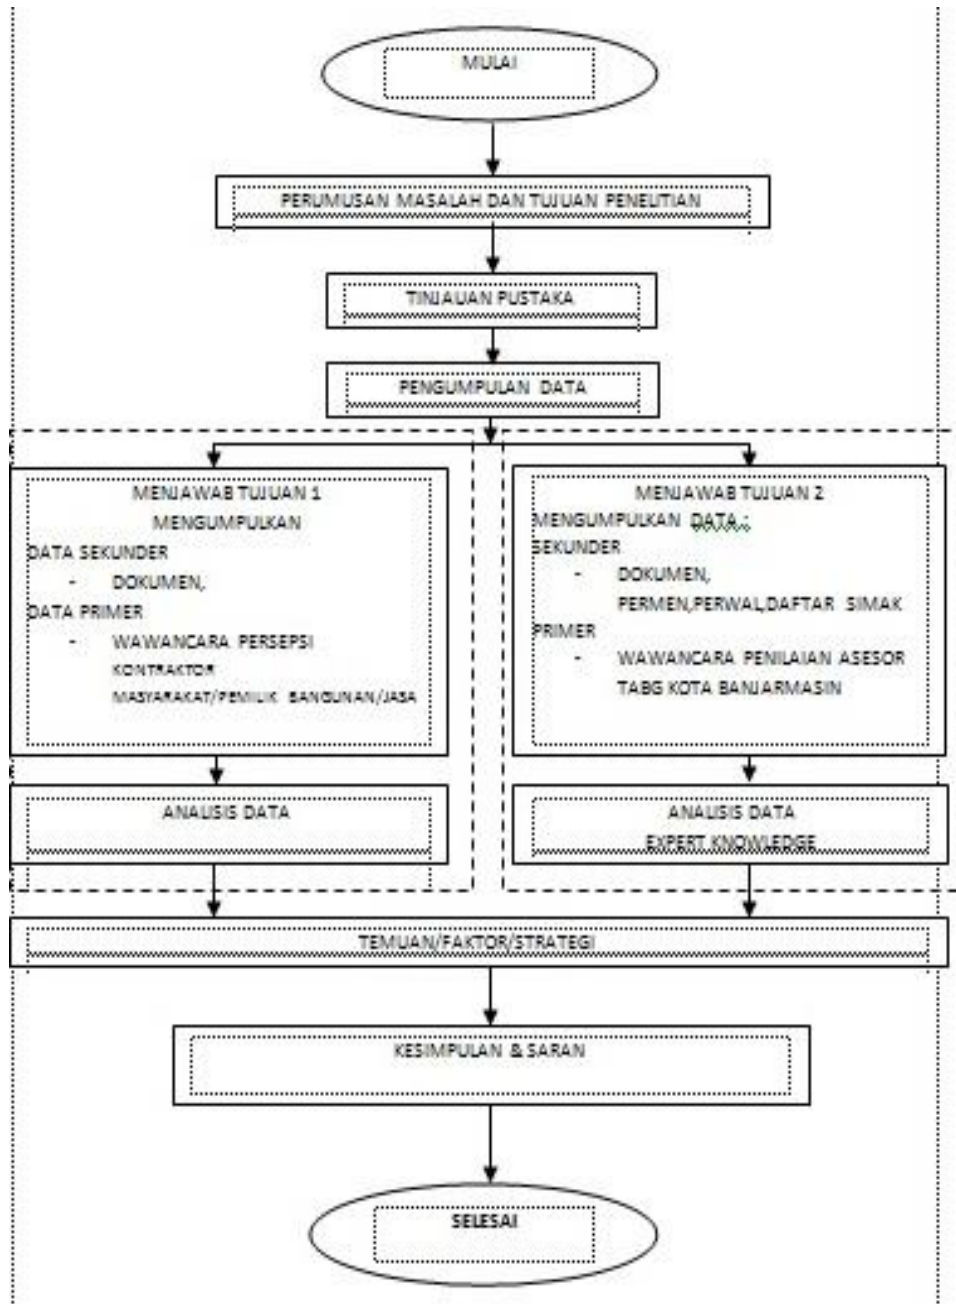 MULAI
PERUMUSAN MASALAH DAN TUJUAN PENELITIAN
TINJAUAN PUSTAKA
PENGUMPULAN DATA
MENJAWAB TUJUAN 1
MENGUMPULKAN
DATA SEKUNDER
- DOKUMEN,
DATA PRIMER
- WAWANCARA PERSEPSI
KONTRAKTOR
MASYARAKAT/PEMILIK BANGUNAN/JASA
MENJAWAB TUJUAN 2
MENGUMPULKAN DATA :
SEKUNDER
- DOKUMEN,
PERMEN,PERWAL,DAFTAR SIMAK
PRIMER
- WAWANCARA PENILAIAN ASESOR
TABG KOTA BANJARMASIN
ANALISIS DATA
ANALISIS DATA
EXPERT KNOWLEDGE
TEMUAN/FAKTOR/STRATEGI
KESIMPULAN & SARAN
SELESAI